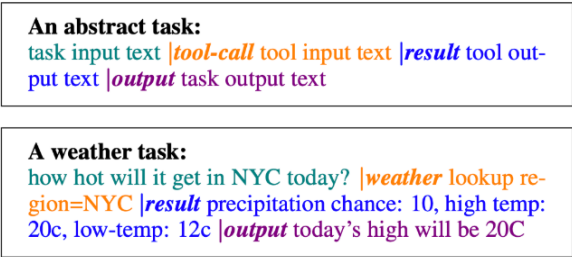 An abstract task:
task input text |tool-call tool input text |result tool out-
put text |output task output text
A weather task:
how hot will it get in NYC today? |weather lookup re-
gion=NYC |result precipitation chance: 10, high temp:
20c, low-temp: 12c |output today's high will be 20C